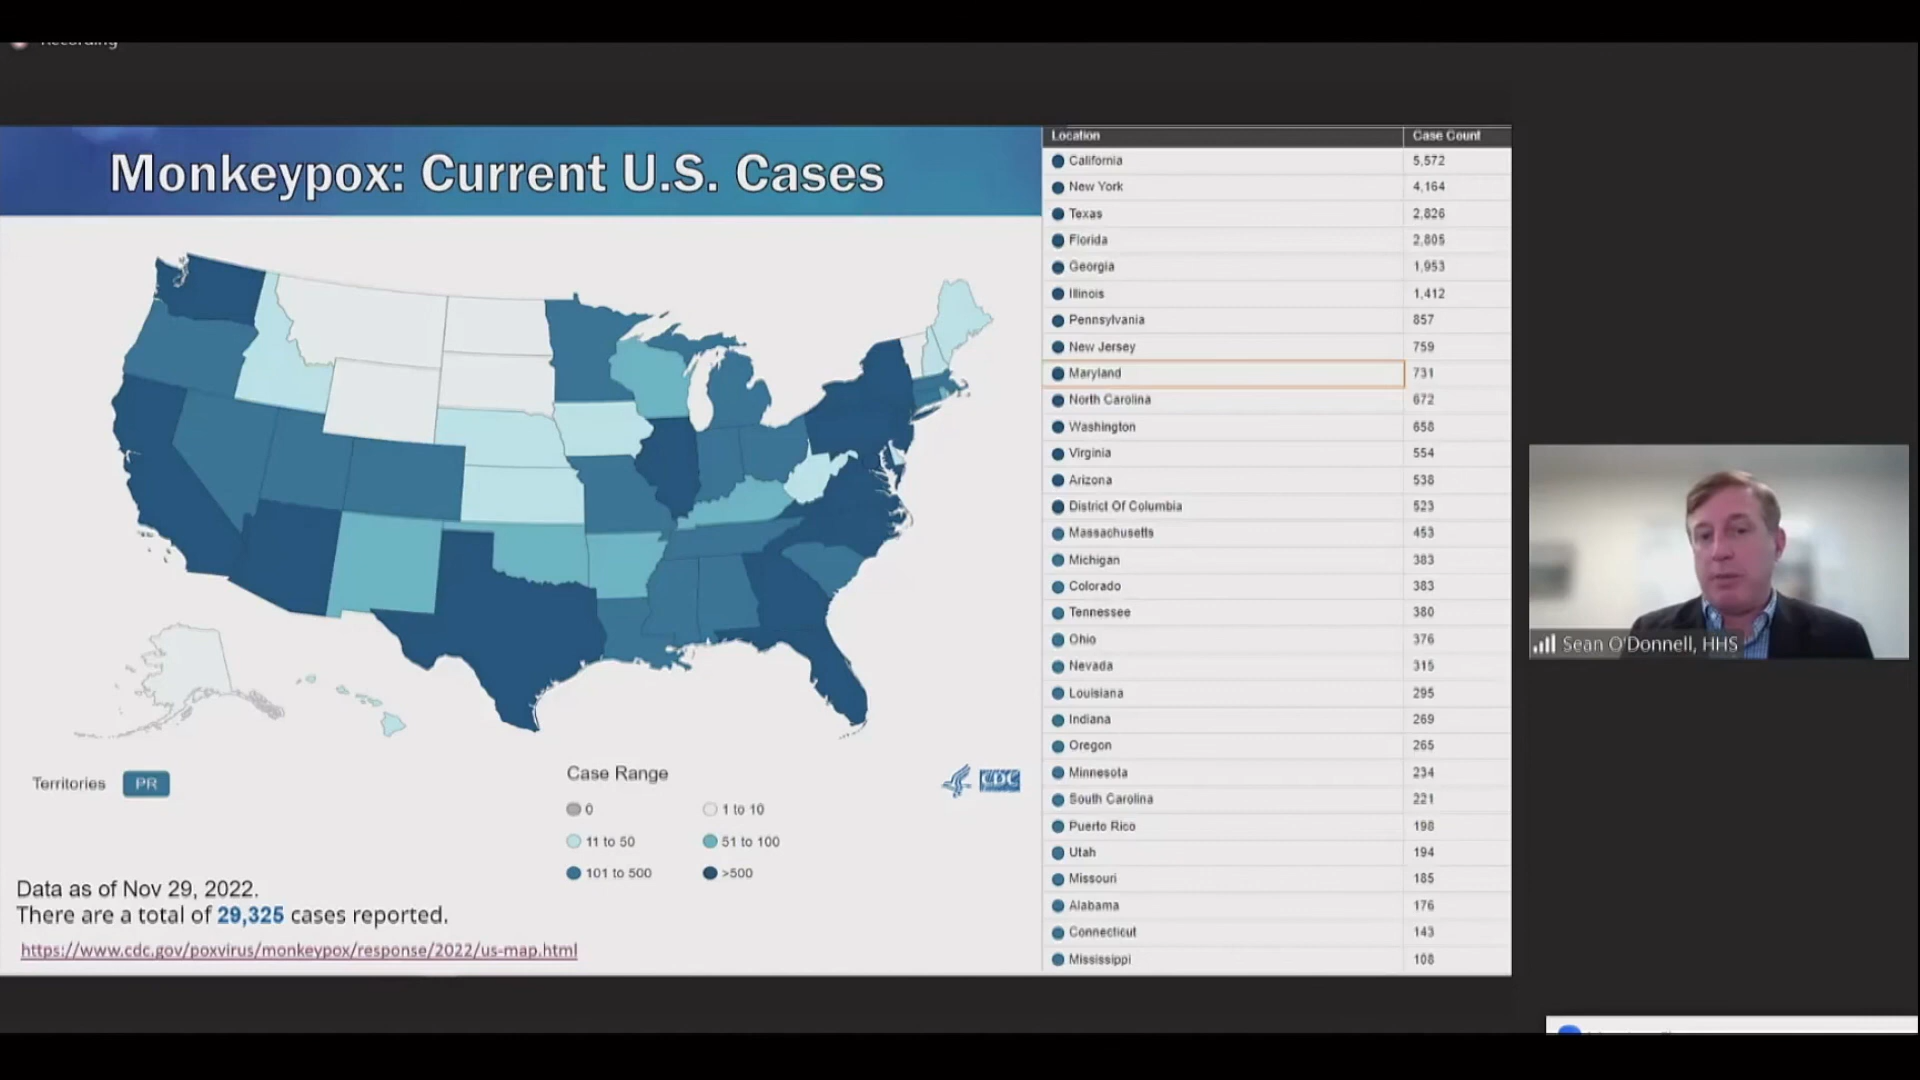 Recording
Monkeypox: Current U.S. Cases
Location Case Count
California 5,572
New York 4,164
Texas 2,826
Florida 2,805
Georgia 1,953
Illinois 1,412
Pennsylvania 857
New Jersey 759
Maryland 731
North Carolina 672
Washington 658
Virginia 554
Arizona 538
District Of Columbia 523
Massachusetts 453
Michigan 383
Colorado 383
Tennessee 380
Ohio 376
Nevada 315
Louisiana 295
Indiana 269
Oregon 265
Minnesota 234
South Carolina 221
Puerto Rico 198
Utah 194
Missouri 185
Alabama 176
Connecticut 143
Mississippi 108
Territories PR
Case Range
0 1 to 10
11 to 50 51 to 100
101 to 500 >500
CDC
Data as of Nov 29, 2022.
There are a total of 29,325 cases reported.
https://www.cdc.gov/poxvirus/monkeypox/response/2022/us-map.html
Sean O'Donnell, HHS